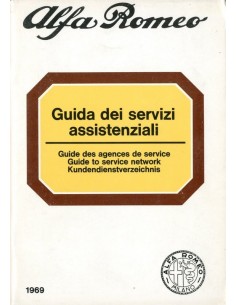 Alfa Romeo
Guida dei servizi
assistenziali
Guide des agences de service
Guide to service network
Kundendienstverzeichnis
1969
ALFA ROMEO
MILANO